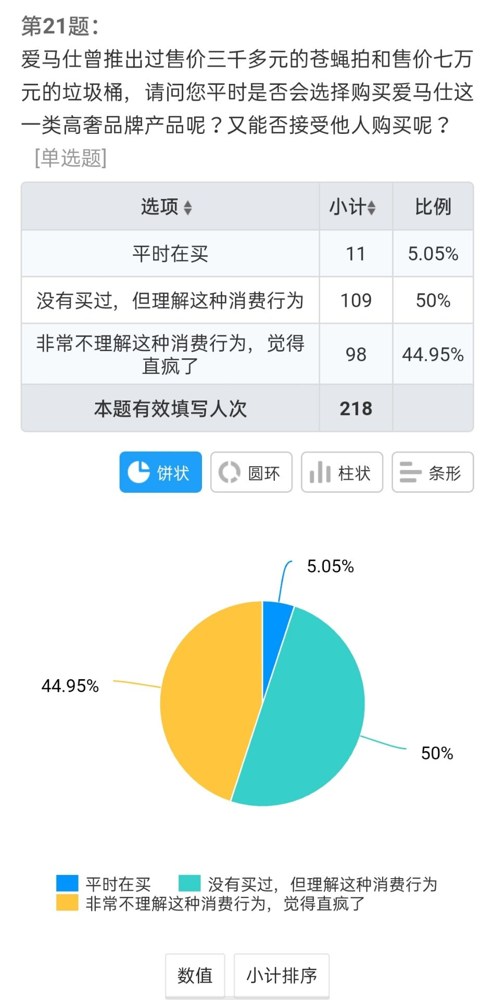 第21题：
爱马仕曾推出过售价三千多元的苍蝇拍和售价七万
元的垃圾桶，请问您平时是否会选择购买爱马仕这
一类高奢品牌产品呢？又能否接受他人购买呢？
[单选题]
选项 小计 比例
平时在买 11 5.05%
没有买过，但理解这种消费行为 109 50%
非常不理解这种消费行为，觉得
直疯了 98 44.95%
本题有效填写人次 218
饼状 圆环 柱状 条形
5.05%
44.95%
50%
平时在买 没有买过，但理解这种消费行为
非常不理解这种消费行为，觉得直疯了
数值 小计排序